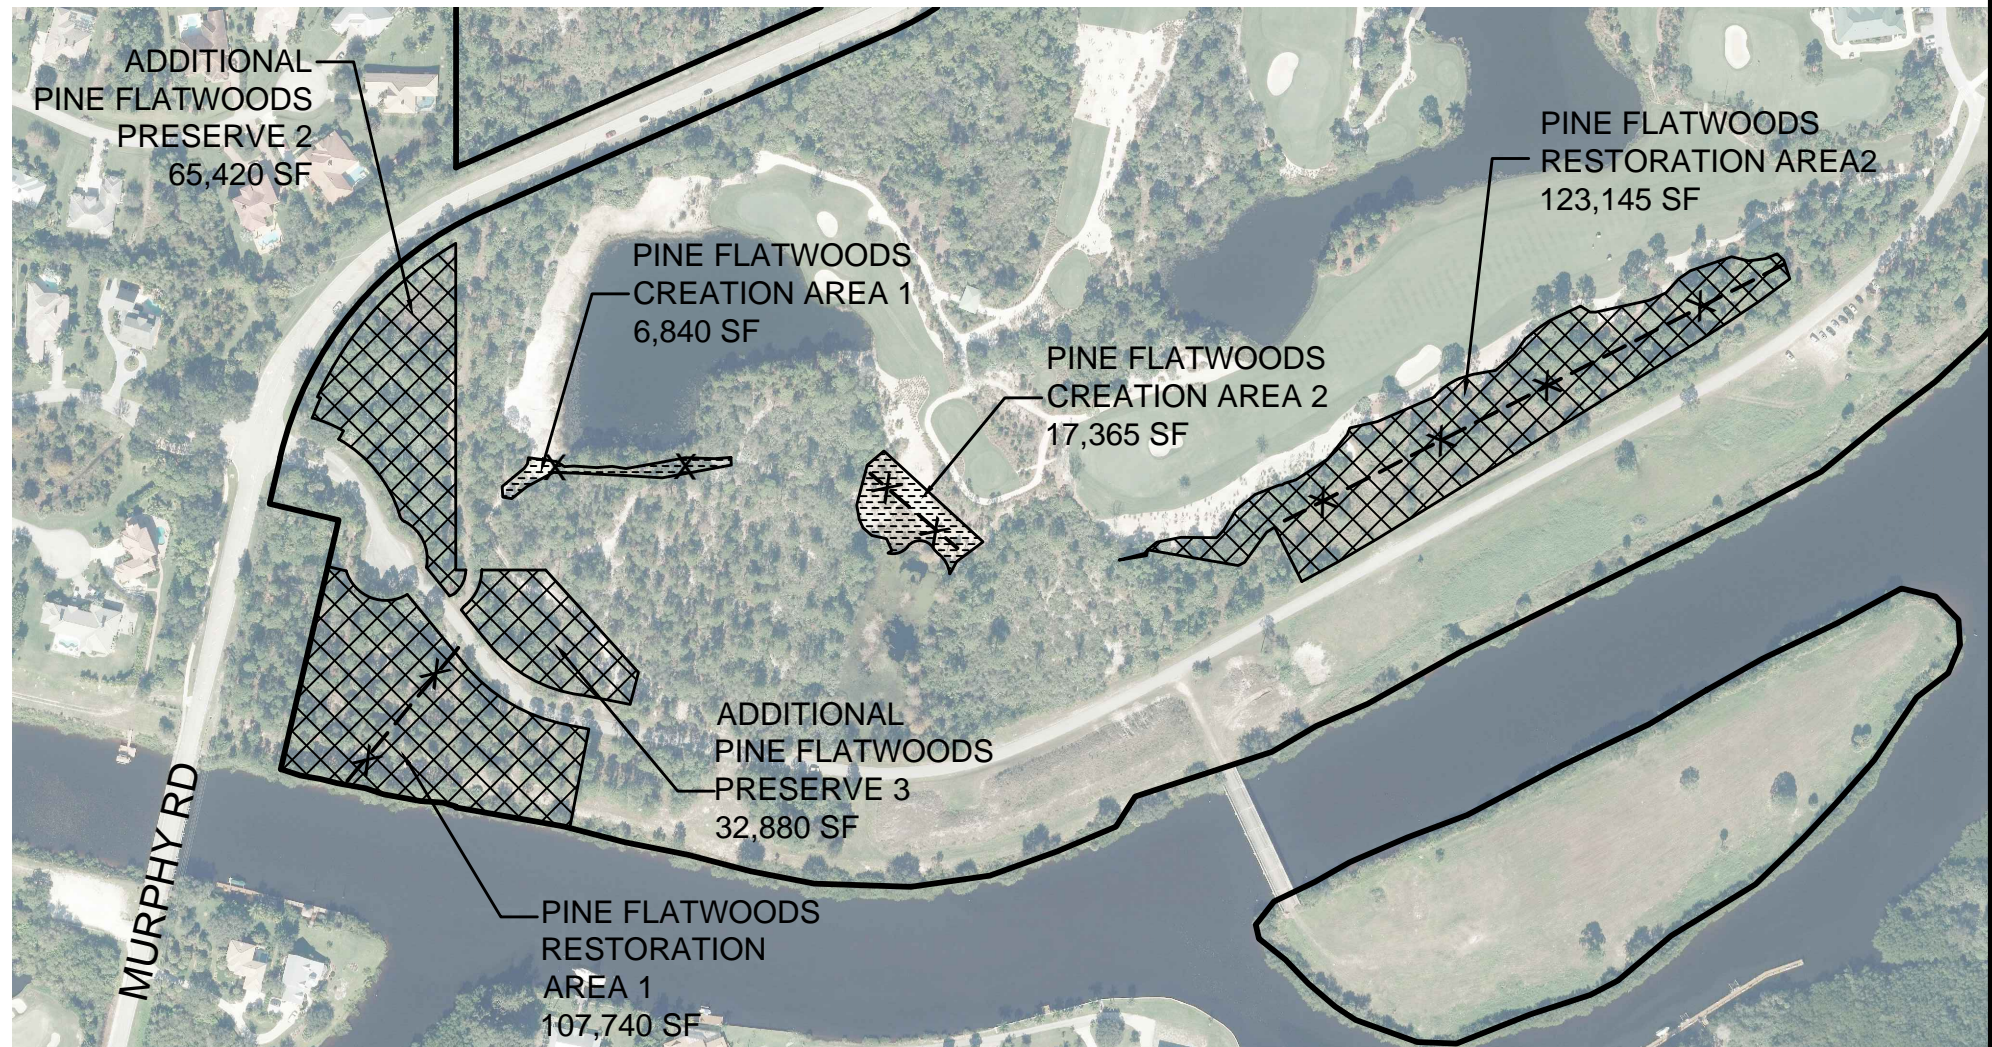 ADDITIONAL
PINE FLATWOODS
PRESERVE 2
65,420 SF
PINE FLATWOODS
RESTORATION AREA2
123,145 SF
PINE FLATWOODS
CREATION AREA 1
6,840 SF
PINE FLATWOODS
CREATION AREA 2
17,365 SF
ADDITIONAL
PINE FLATWOODS
PRESERVE 3
32,880 SF
MURPHY RD
PINE FLATWOODS
RESTORATION
AREA 1
107,740 SF